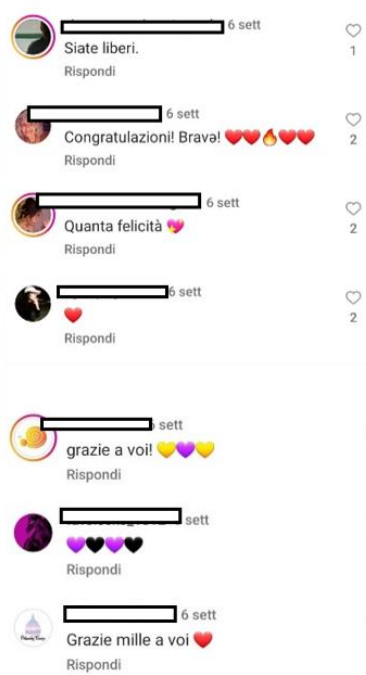 6 sett
Siate liberi.
1
Rispondi
6 sett
Congratulazioni! Bravə! ❤️❤️🔥❤️❤️
2
Rispondi
6 sett
Quanta felicità 💖
2
Rispondi
6 sett
❤️
2
Rispondi
sett
grazie a voi! 💛💜💛
Rispondi
sett
💜🖤💜🖤
Rispondi
6 sett
Grazie mille a voi ❤️
Rispondi